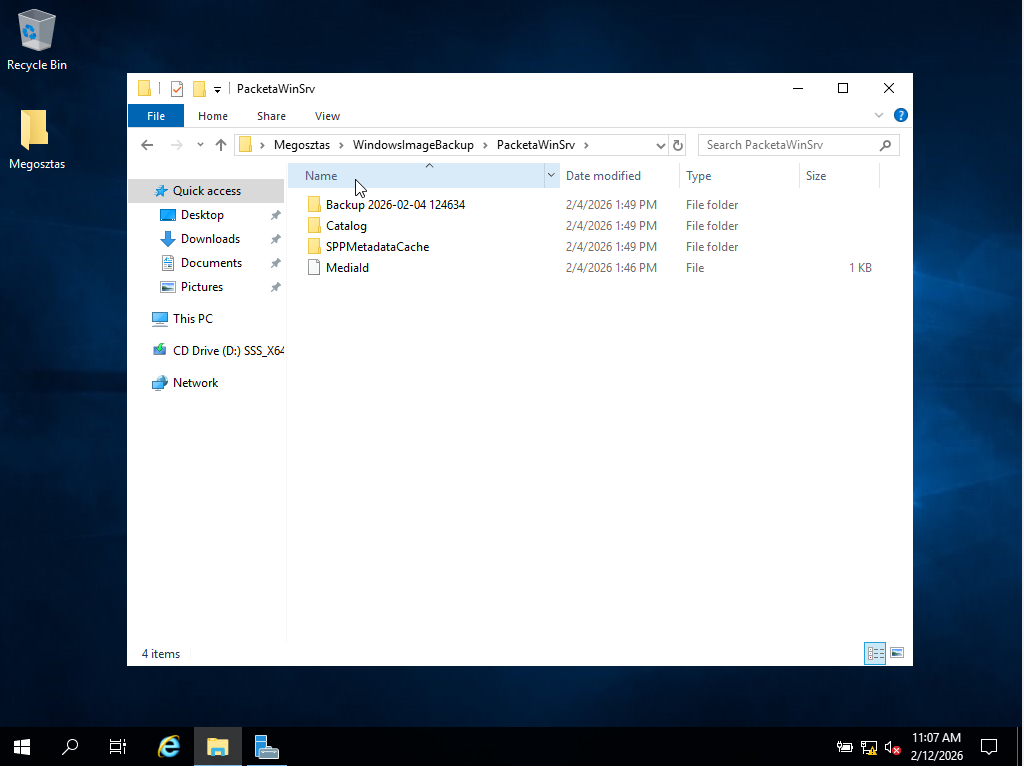 Recycle Bin
Megosztas
PacketaWinSrv
File Home Share View
Megosztas WindowsImageBackup PacketaWinSrv
Search PacketaWinSrv
Name Date modified Type Size
Quick access
Desktop
Downloads
Documents
Pictures
This PC
CD Drive (D:) SSS_X64
Network
Backup 2026-02-04 124634 2/4/2026 1:49 PM File folder
Catalog 2/4/2026 1:49 PM File folder
SPPMetadataCache 2/4/2026 1:49 PM File folder
MediaId 2/4/2026 1:46 PM File 1 KB
4 items
11:07 AM
2/12/2026